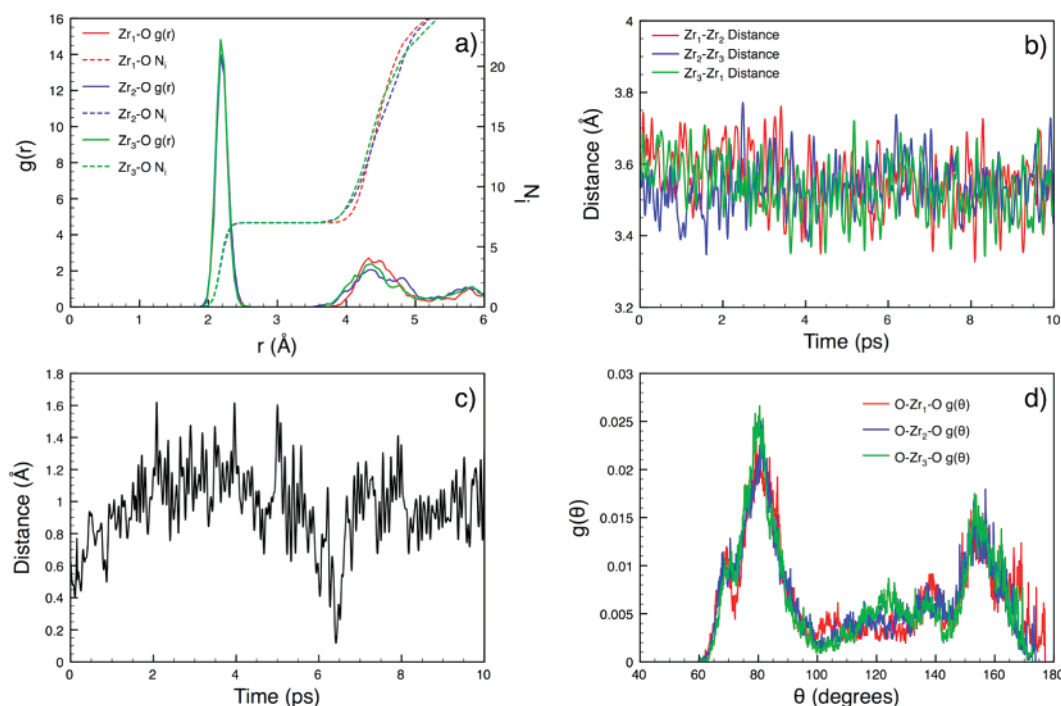 a)
Zr₁-O g(r)
Zr₁-O Nᵢ
Zr₂-O g(r)
Zr₂-O Nᵢ
Zr₃-O g(r)
Zr₃-O Nᵢ
16
14
12
10
8
6
4
2
0
g(r)
20
15
10
5
0
Nᵢ
0 1 2 3 4 5 6
r (Å)
b)
Zr₁-Zr₂ Distance
Zr₂-Zr₃ Distance
Zr₃-Zr₁ Distance
4
3.8
3.6
3.4
3.2
Distance (Å)
0 2 4 6 8 10
Time (ps)
c)
1.8
1.6
1.4
1.2
1
0.8
0.6
0.4
0.2
0
Distance (Å)
0 2 4 6 8 10
Time (ps)
d)
O-Zr₁-O g(θ)
O-Zr₂-O g(θ)
O-Zr₃-O g(θ)
0.03
0.025
0.02
0.015
0.01
0.005
0
g(θ)
40 60 80 100 120 140 160 180
θ (degrees)